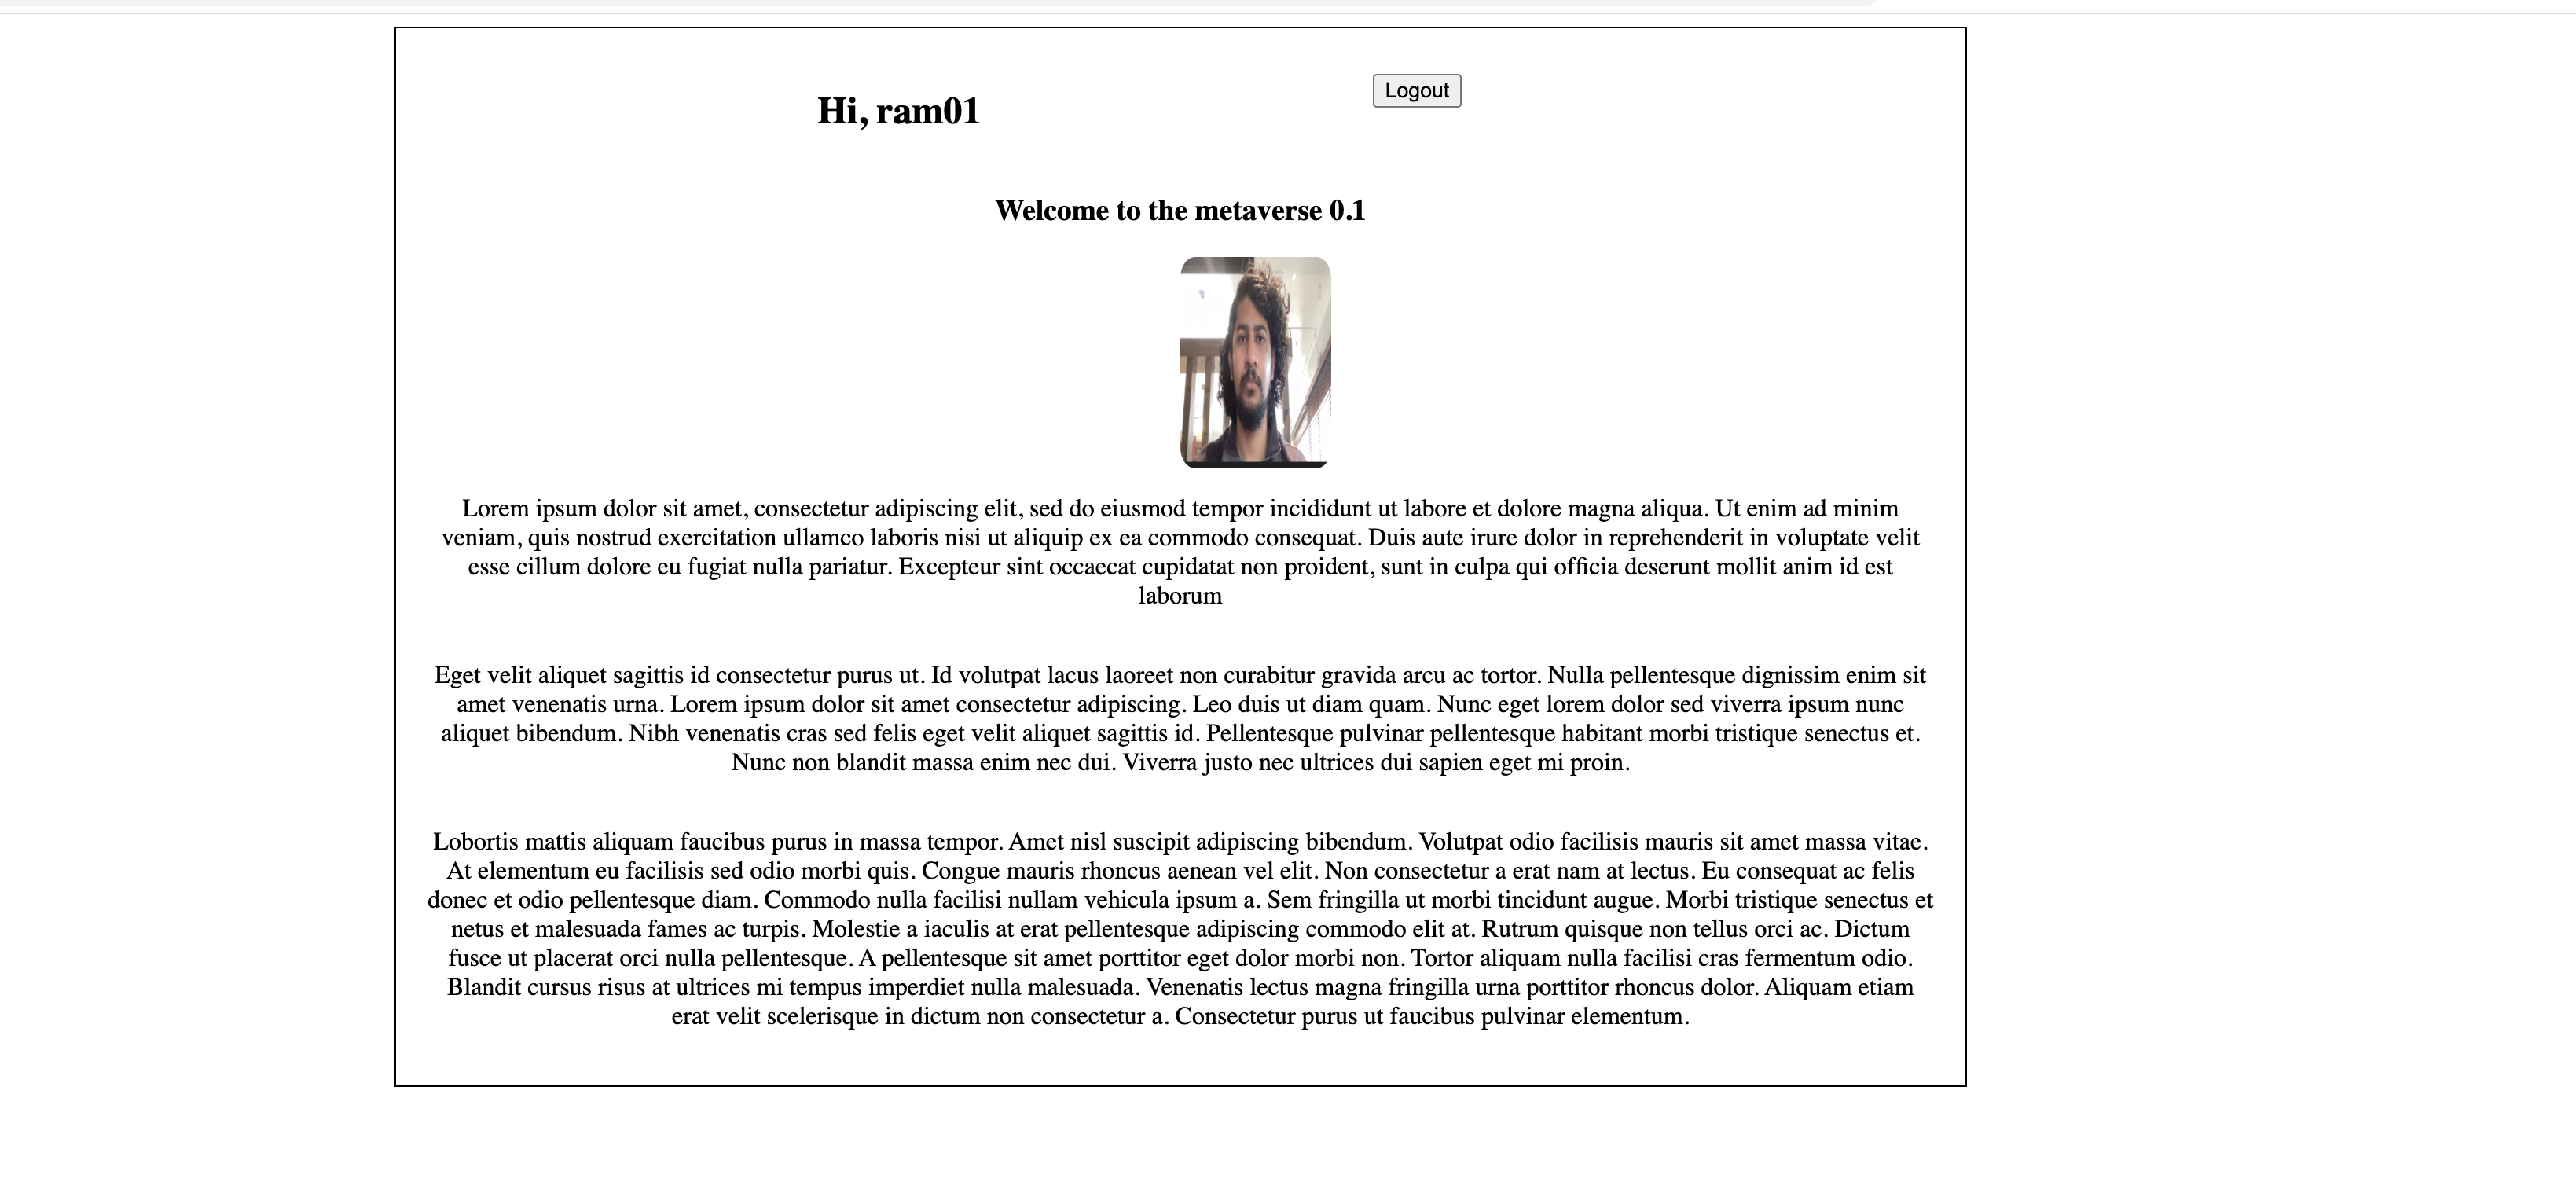 Hi, ram01
Logout
Welcome to the metaverse 0.1
Lorem ipsum dolor sit amet, consectetur adipiscing elit, sed do eiusmod tempor incididunt ut labore et dolore magna aliqua. Ut enim ad minim
veniam, quis nostrud exercitation ullamco laboris nisi ut aliquip ex ea commodo consequat. Duis aute irure dolor in reprehenderit in voluptate velit
esse cillum dolore eu fugiat nulla pariatur. Excepteur sint occaecat cupidatat non proident, sunt in culpa qui officia deserunt mollit anim id est
laborum
Eget velit aliquet sagittis id consectetur purus ut. Id volutpat lacus laoreet non curabitur gravida arcu ac tortor. Nulla pellentesque dignissim enim sit
amet venenatis urna. Lorem ipsum dolor sit amet consectetur adipiscing. Leo duis ut diam quam. Nunc eget lorem dolor sed viverra ipsum nunc
aliquet bibendum. Nibh venenatis cras sed felis eget velit aliquet sagittis id. Pellentesque pulvinar pellentesque habitant morbi tristique senectus et.
Nunc non blandit massa enim nec dui. Viverra justo nec ultrices dui sapien eget mi proin.
Lobortis mattis aliquam faucibus purus in massa tempor. Amet nisl suscipit adipiscing bibendum. Volutpat odio facilisis mauris sit amet massa vitae.
At elementum eu facilisis sed odio morbi quis. Congue mauris rhoncus aenean vel elit. Non consectetur a erat nam at lectus. Eu consequat ac felis
donec et odio pellentesque diam. Commodo nulla facilisi nullam vehicula ipsum a. Sem fringilla ut morbi tincidunt augue. Morbi tristique senectus et
netus et malesuada fames ac turpis. Molestie a iaculis at erat pellentesque adipiscing commodo elit at. Rutrum quisque non tellus orci ac. Dictum
fusce ut placerat orci nulla pellentesque. A pellentesque sit amet porttitor eget dolor morbi non. Tortor aliquam nulla facilisi cras fermentum odio.
Blandit cursus risus at ultrices mi tempus imperdiet nulla malesuada. Venenatis lectus magna fringilla urna porttitor rhoncus dolor. Aliquam etiam
erat velit scelerisque in dictum non consectetur a. Consectetur purus ut faucibus pulvinar elementum.